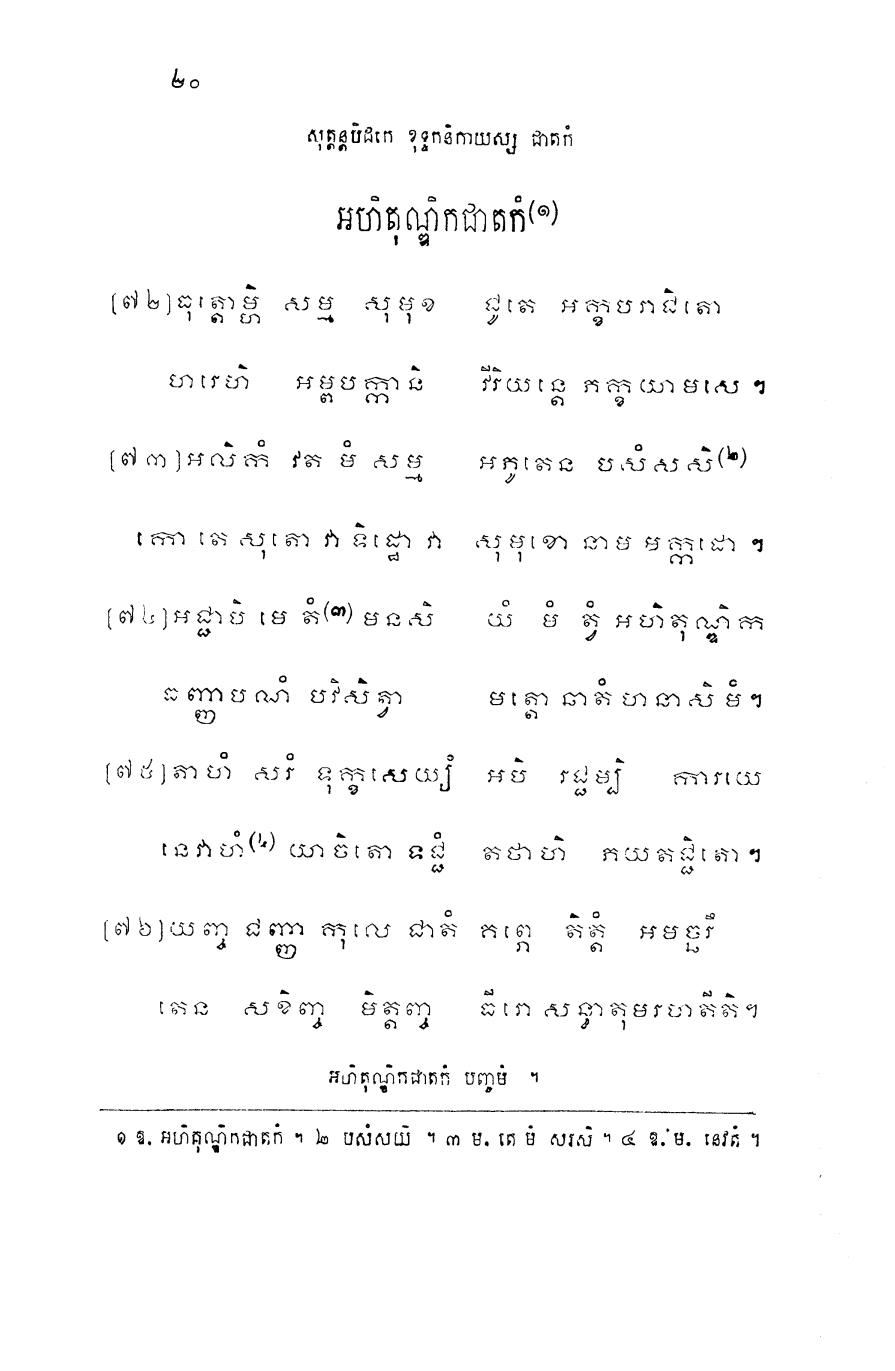 ២០
សុត្តន្តបិដកេ ខុទ្ទកនិកាយស្ស ជាតកំ
អហិតុណ្ឌិកជាតកំ(១)
[៧២] ធុត្តោម្ហិ សម្ម សុមុខ ជូតេ អក្ខបរាជិតោ
ហរេហិ អម្ពបក្កានិ វីរិយន្តេ ភក្ខយាមសេ ។
[៧៣] អលិកំ វត មំ សម្ម អភូតេន បសំសសិ(២)
កោ តេ សុតោ វា ទិដ្ឋោ វា សុមុខោ នាម មក្កដោ ។
[៧៤] អជ្ជាបិ មេ តំ(៣) មនសិ យំ មំ ត្វំ អហិតុណ្ឌិក
ធញ្ញាបណំ បវិសិត្វា មត្តោ ឆាតំ ហនាសិ មំ។
[៧៥] តាហំ សរំ ទុក្ខសេយ្យំ អបិ រជ្ជម្បិ ការយេ
នេវាហំ(៤) យាចិតោ ទជ្ជំ តថា ហិ ភយតជ្ជិតោ។
[៧៦] យញ្ច ជញ្ញា កុលេ ជាតំ គព្ភេ តិត្តំ អមច្ឆរឹ
តេន សខិញ្ច មិត្តញ្ច ធីរោ សន្ធាតុមរហតីតិ។
អហិតុណ្ឌិកជាតកំ បញ្ចមំ ។
១ ឱ. អហិគុណ្ឌិកជាតកំ ។ ២ បសំសយិ ។ ៣ ម. តេ មំ សរសិ ។ ៤ ឱ. ម. នេវតំ ។